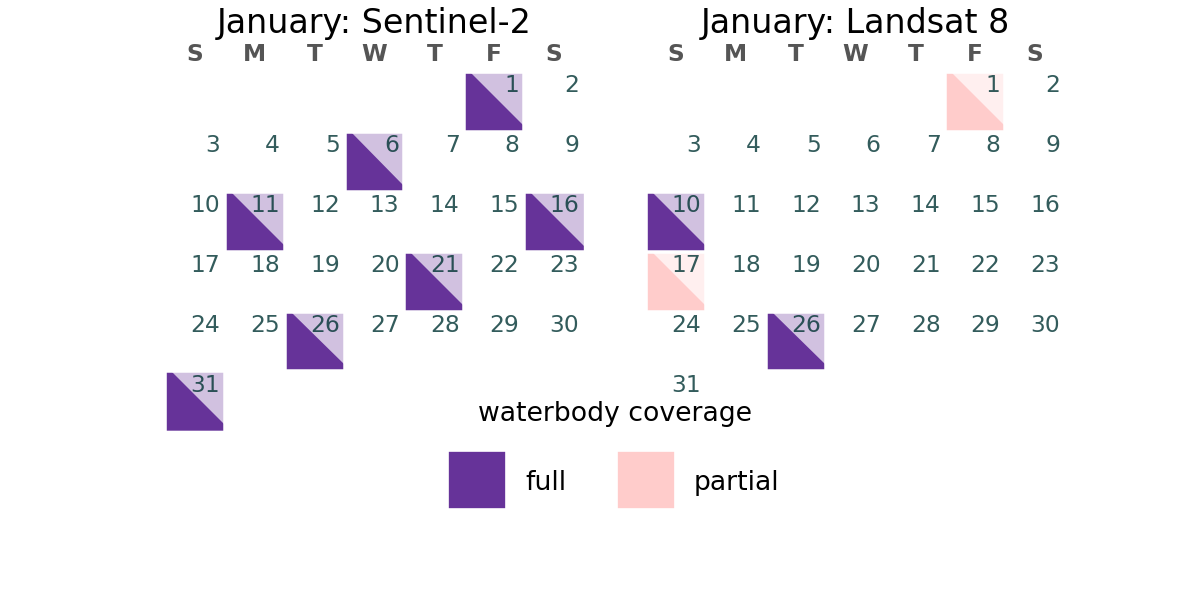 January: Sentinel-2
S M T W T F S
1 2
3 4 5 6 7 8 9
10 11 12 13 14 15 16
17 18 19 20 21 22 23
24 25 26 27 28 29 30
31
January: Landsat 8
S M T W T F S
1 2
3 4 5 6 7 8 9
10 11 12 13 14 15 16
17 18 19 20 21 22 23
24 25 26 27 28 29 30
31
waterbody coverage
full partial